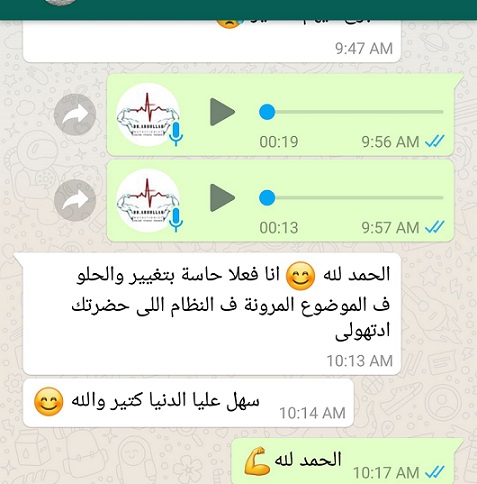 9:47 AM
DR.ABDULLAH
00:19 9:56 AM
DR.ABDULLAH
00:13 9:57 AM
الحمد لله 😊 انا فعلا حاسة بتغيير والحلو
ف الموضوع المرونة ف النظام اللى حضرتك
ادتهولى
10:13 AM
سهل عليا الدنيا كتير والله 😊
10:14 AM
الحمد لله 💪
10:17 AM